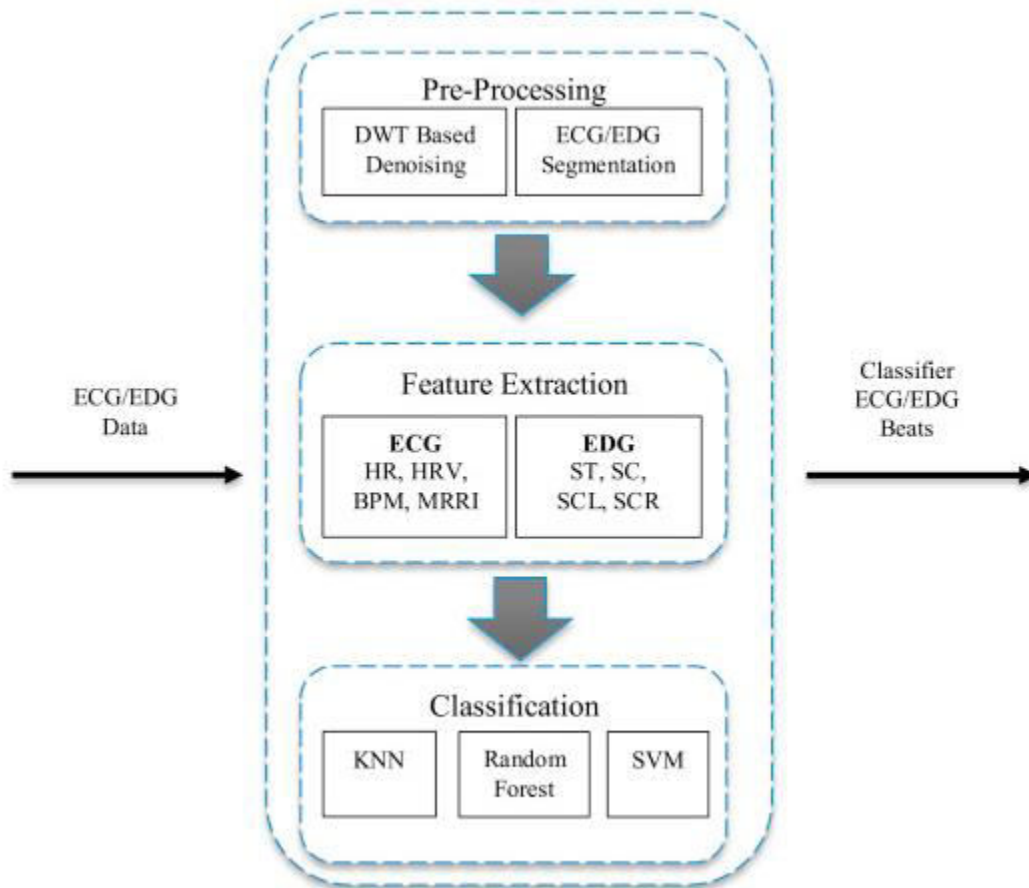 Pre-Processing
DWT Based
Denoising
ECG/EDG
Segmentation
ECG/EDG
Data
Feature Extraction
ECG
HR, HRV,
BPM, MRRI
EDG
ST, SC,
SCL, SCR
Classifier
ECG/EDG
Beats
Classification
KNN
Random
Forest
SVM